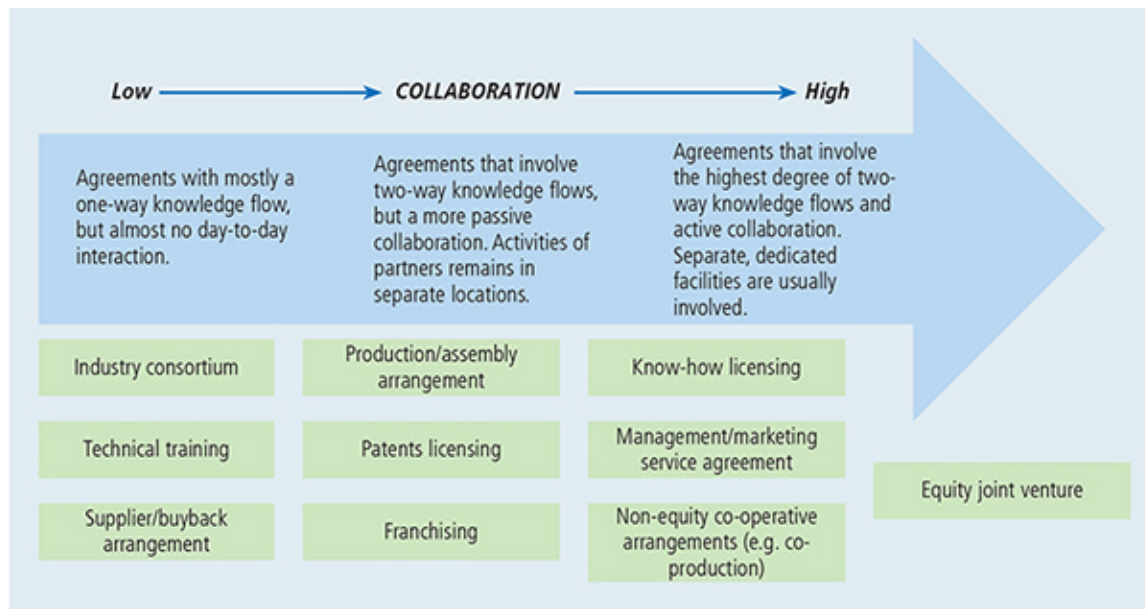 Low
COLLABORATION
High
Agreements with mostly a
one-way knowledge flow,
but almost no day-to-day
interaction.
Agreements that involve
two-way knowledge flows,
but a more passive
collaboration. Activities of
partners remains in
separate locations.
Agreements that involve
the highest degree of two-
way knowledge flows and
active collaboration.
Separate, dedicated
facilities are usually
involved.
Industry consortium
Production/assembly
arrangement
Know-how licensing
Technical training
Patents licensing
Management/marketing
service agreement
Equity joint venture
Supplier/buyback
arrangement
Franchising
Non-equity co-operative
arrangements (e.g. co-
production)